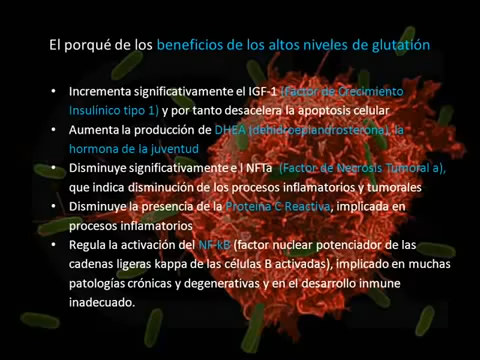 El porqué de los beneficios de los altos niveles de glutatión
• Incrementa significativamente el IGF-1 (Factor de Crecimiento
Insulínico tipo 1) y por tanto desacelera la apoptosis celular
• Aumenta la producción de DHEA (dehidroepiandrosterona), la
hormona de la juventud
• Disminuye significativamente e l NFTa (Factor de Necrosis Tumoral a),
que indica disminución de los procesos inflamatorios y tumorales
• Disminuye la presencia de la Proteína C Reactiva, implicada en
procesos inflamatorios
• Regula la activación del NF-kB (factor nuclear potenciador de las
cadenas ligeras kappa de las células B activadas), implicado en muchas
patologías crónicas y degenerativas y en el desarrollo inmune
inadecuado.